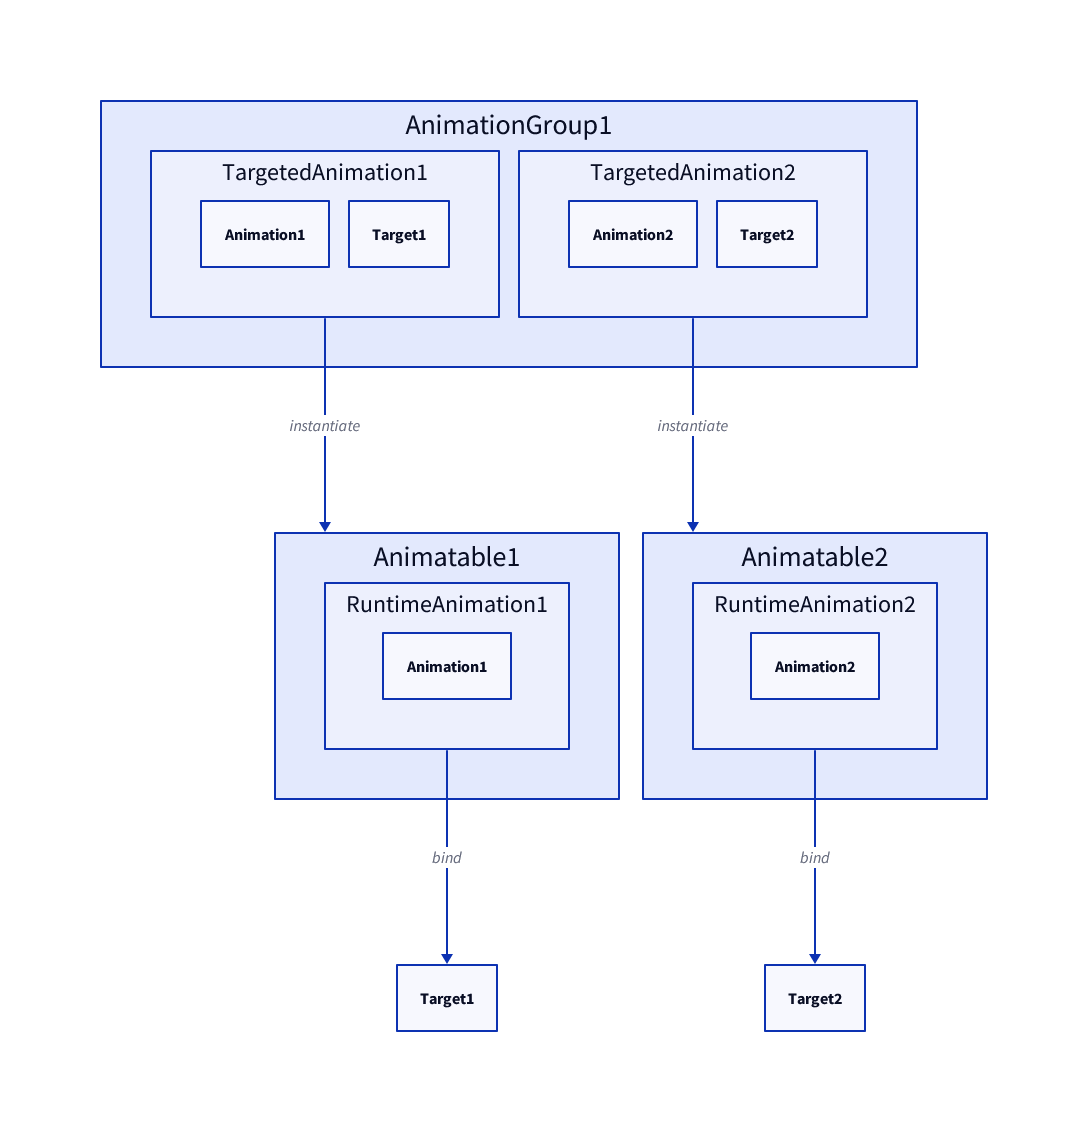 AnimationGroup1
TargetedAnimation1
TargetedAnimation2
Animation1
Target1
Animation2
Target2
instantiate
instantiate
Animatable1
Animatable2
RuntimeAnimation1
RuntimeAnimation2
Animation1
Animation2
bind
bind
Target1
Target2